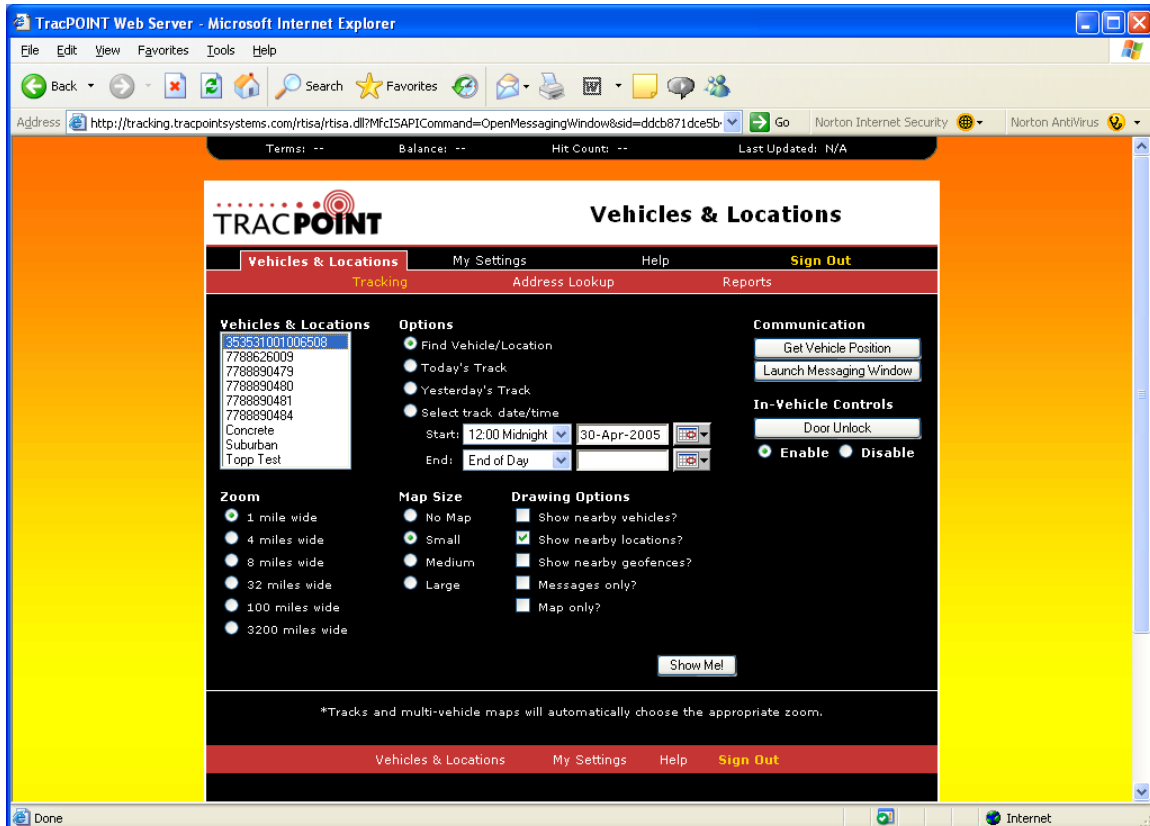 TracPOINT Web Server - Microsoft Internet Explorer
File Edit View Favorites Tools Help
Back Search Favorites
Address http://tracking.tracpointsystems.com/rtisa/rtisa.dll?MfcISAPICommand=OpenMessagingWindow&sid=ddcb871dce5b Go Norton Internet Security Norton AntiVirus
Terms: -- Balance: -- Hit Count: -- Last Updated: N/A
TRACPOINT Vehicles & Locations
Vehicles & Locations My Settings Help Sign Out
Tracking Address Lookup Reports
Vehicles & Locations
353531001006508
7788626009
7788890479
7788890480
7788890481
7788890484
Concrete
Suburban
Topp Test
Options
Find Vehicle/Location
Today's Track
Yesterday's Track
Select track date/time
Start: 12:00 Midnight 30-Apr-2005
End: End of Day
Communication
Get Vehicle Position
Launch Messaging Window
In-Vehicle Controls
Door Unlock
Enable Disable
Zoom
1 mile wide
4 miles wide
8 miles wide
32 miles wide
100 miles wide
3200 miles wide
Map Size
No Map
Small
Medium
Large
Drawing Options
Show nearby vehicles?
Show nearby locations?
Show nearby geofences?
Messages only?
Map only?
Show Me!
*Tracks and multi-vehicle maps will automatically choose the appropriate zoom.
Vehicles & Locations My Settings Help Sign Out
Done Internet